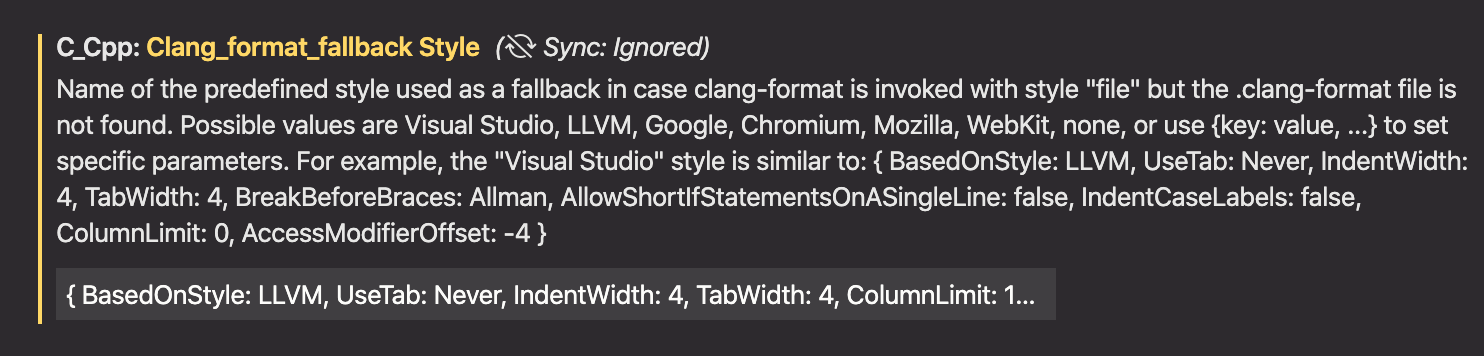 C_Cpp: Clang_format_fallback Style (Sync: Ignored)
Name of the predefined style used as a fallback in case clang-format is invoked with style "file" but the .clang-format file is
not found. Possible values are Visual Studio, LLVM, Google, Chromium, Mozilla, WebKit, none, or use {key: value, ...} to set
specific parameters. For example, the "Visual Studio" style is similar to: { BasedOnStyle: LLVM, UseTab: Never, IndentWidth:
4, TabWidth: 4, BreakBeforeBraces: Allman, AllowShortIfStatementsOnASingleLine: false, IndentCaseLabels: false,
ColumnLimit: 0, AccessModifierOffset: -4 }
{ BasedOnStyle: LLVM, UseTab: Never, IndentWidth: 4, TabWidth: 4, ColumnLimit: 1...